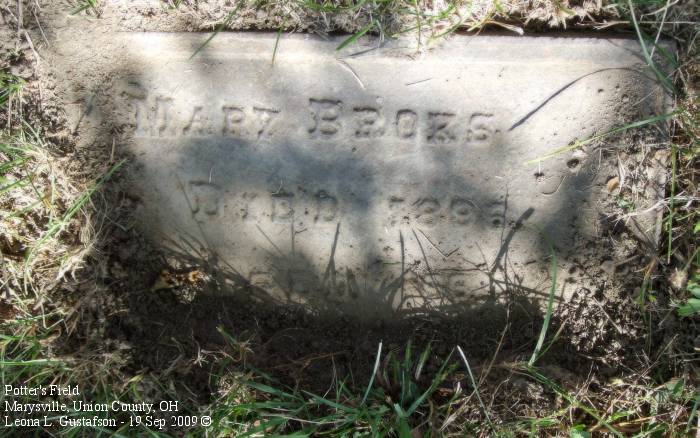 MARY BROKS
DIED 1896
Potter's Field
Marysville, Union County, OH
Leona L. Gustafson - 19 Sep 2009 ©